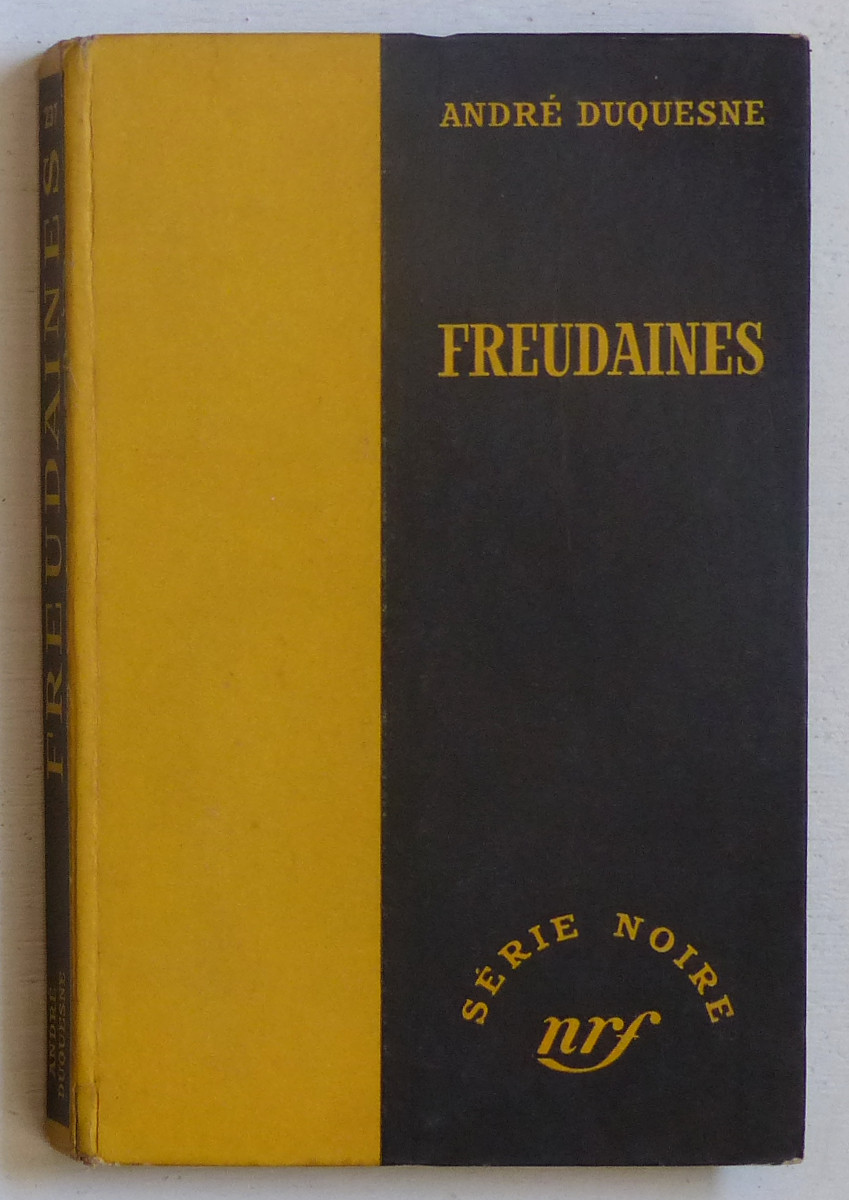 ANDRÉ DUQUESNE
FREUDAINES
SÉRIE NOIRE
nrf
FREUDAINES
ANDRÉ
DUQUESNE